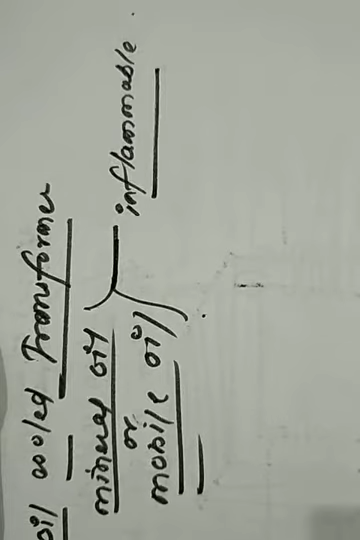 oil cooled Transformer
mineral oil
or
mobile oil
inflammable